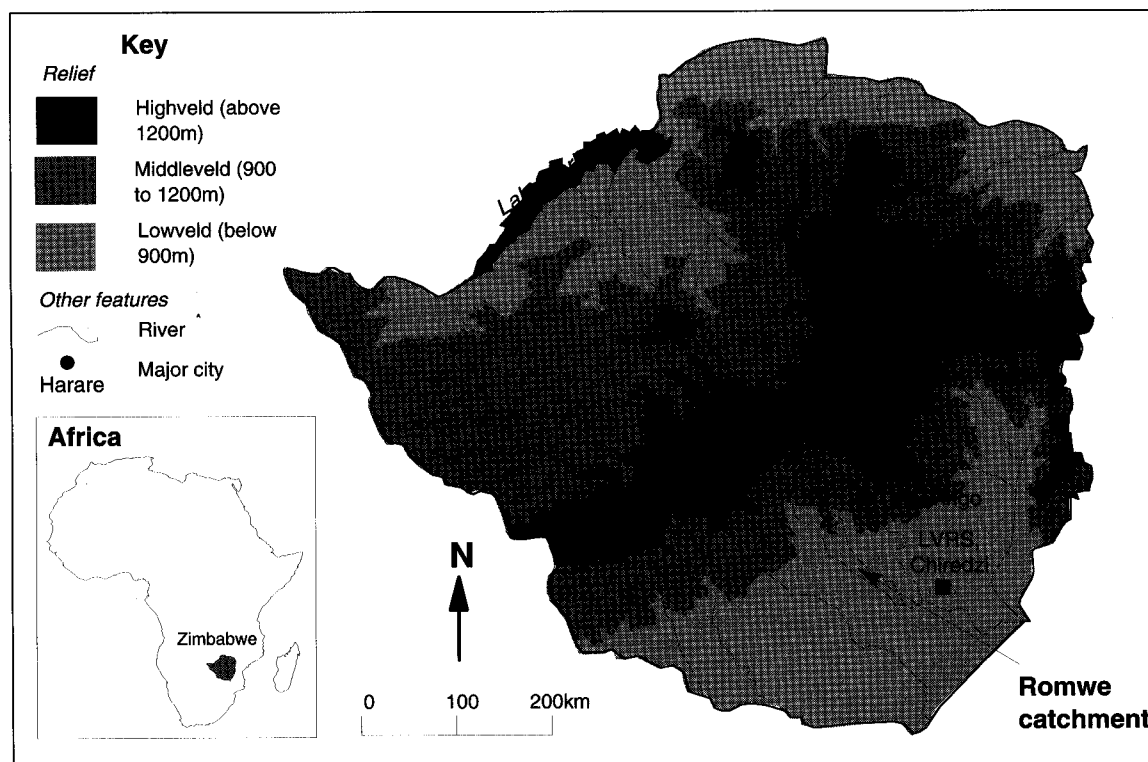 Key
Relief
Highveld (above
1200m)
Middleveld (900
to 1200m)
Lowveld (below
900m)
Other features
River
Harare
Major city
Africa
Zimbabwe
N
0 100 200km
LVRS
Chiredzi
Romwe
catchment